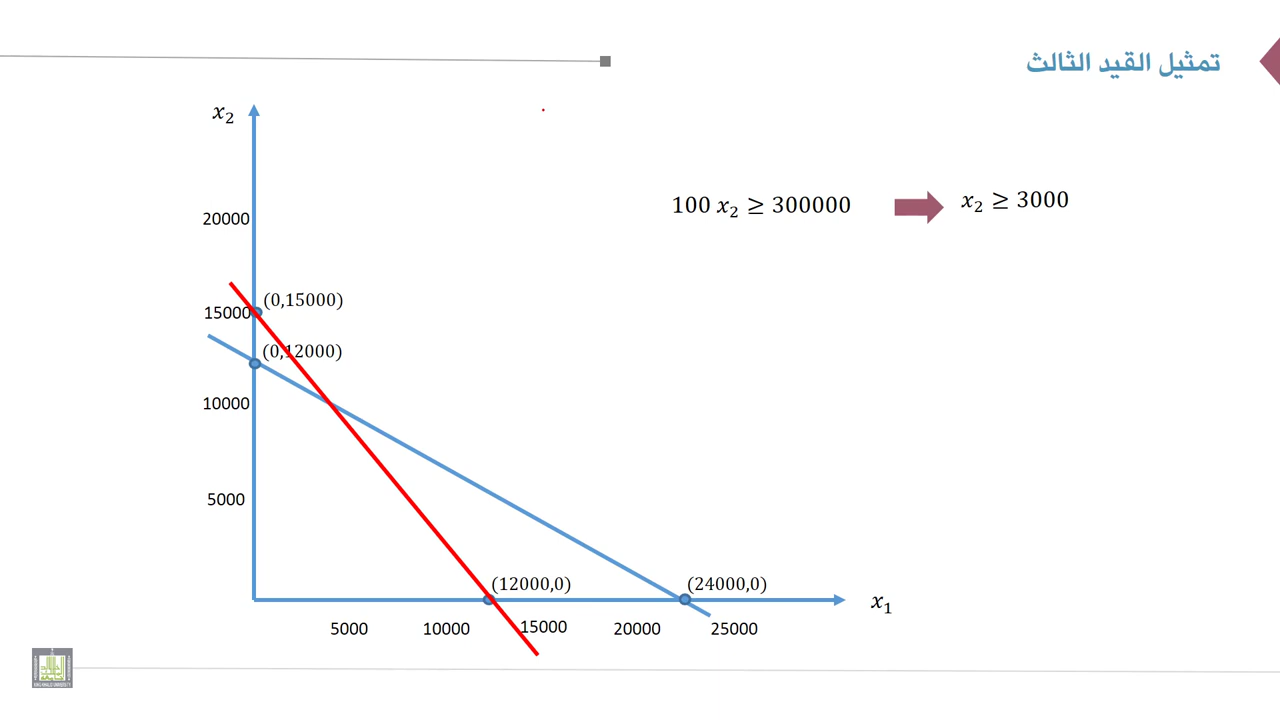 تمثيل القيد الثالث
x₂
100 x₂ ≥ 300000
x₂ ≥ 3000
20000
(0,15000)
15000
(0,12000)
10000
5000
(12000,0)
(24000,0)
x₁
5000
10000
15000
20000
25000